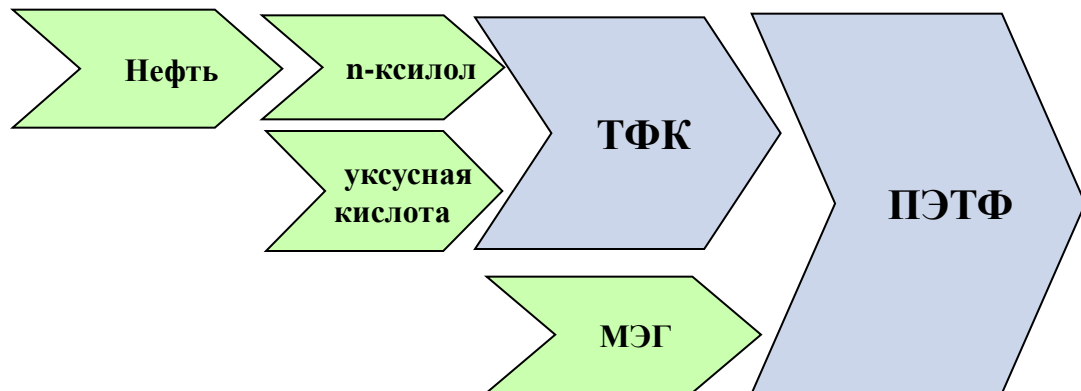 Нефть
n-ксилол
уксусная
кислота
ТФК
МЭГ
ПЭТФ